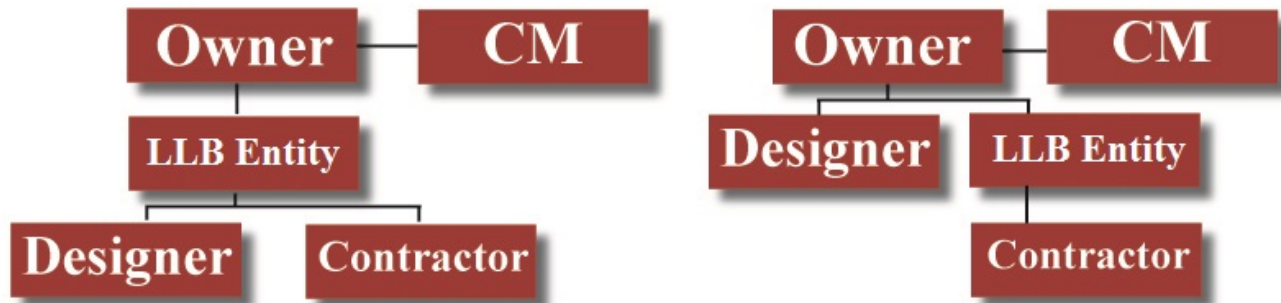 Owner
CM
LLB Entity
Designer
Contractor
Owner
CM
Designer
LLB Entity
Contractor